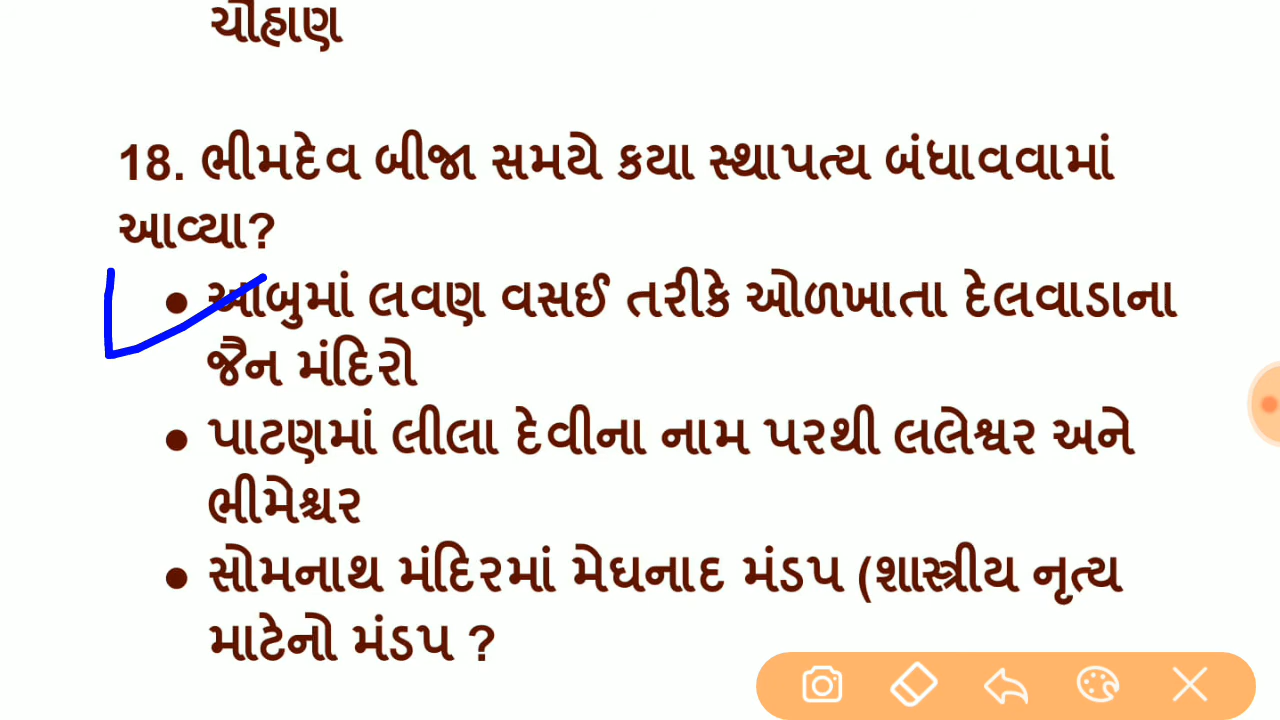 ચૌહાણ
18. ભીમદેવ બીજા સમયે કયા સ્થાપત્ય બંધાવવામાં
આવ્યા?
● આબુમાં લવણ વસઈ તરીકે ઓળખાતા દેલવાડાના
જૈન મંદિરો
● પાટણમાં લીલા દેવીના નામ પરથી લલેશ્વર અને
ભીમેશ્ચર
● સોમનાથ મંદિરમાં મેઘનાદ મંડપ (શાસ્ત્રીય નૃત્ય
માટેનો મંડપ ?